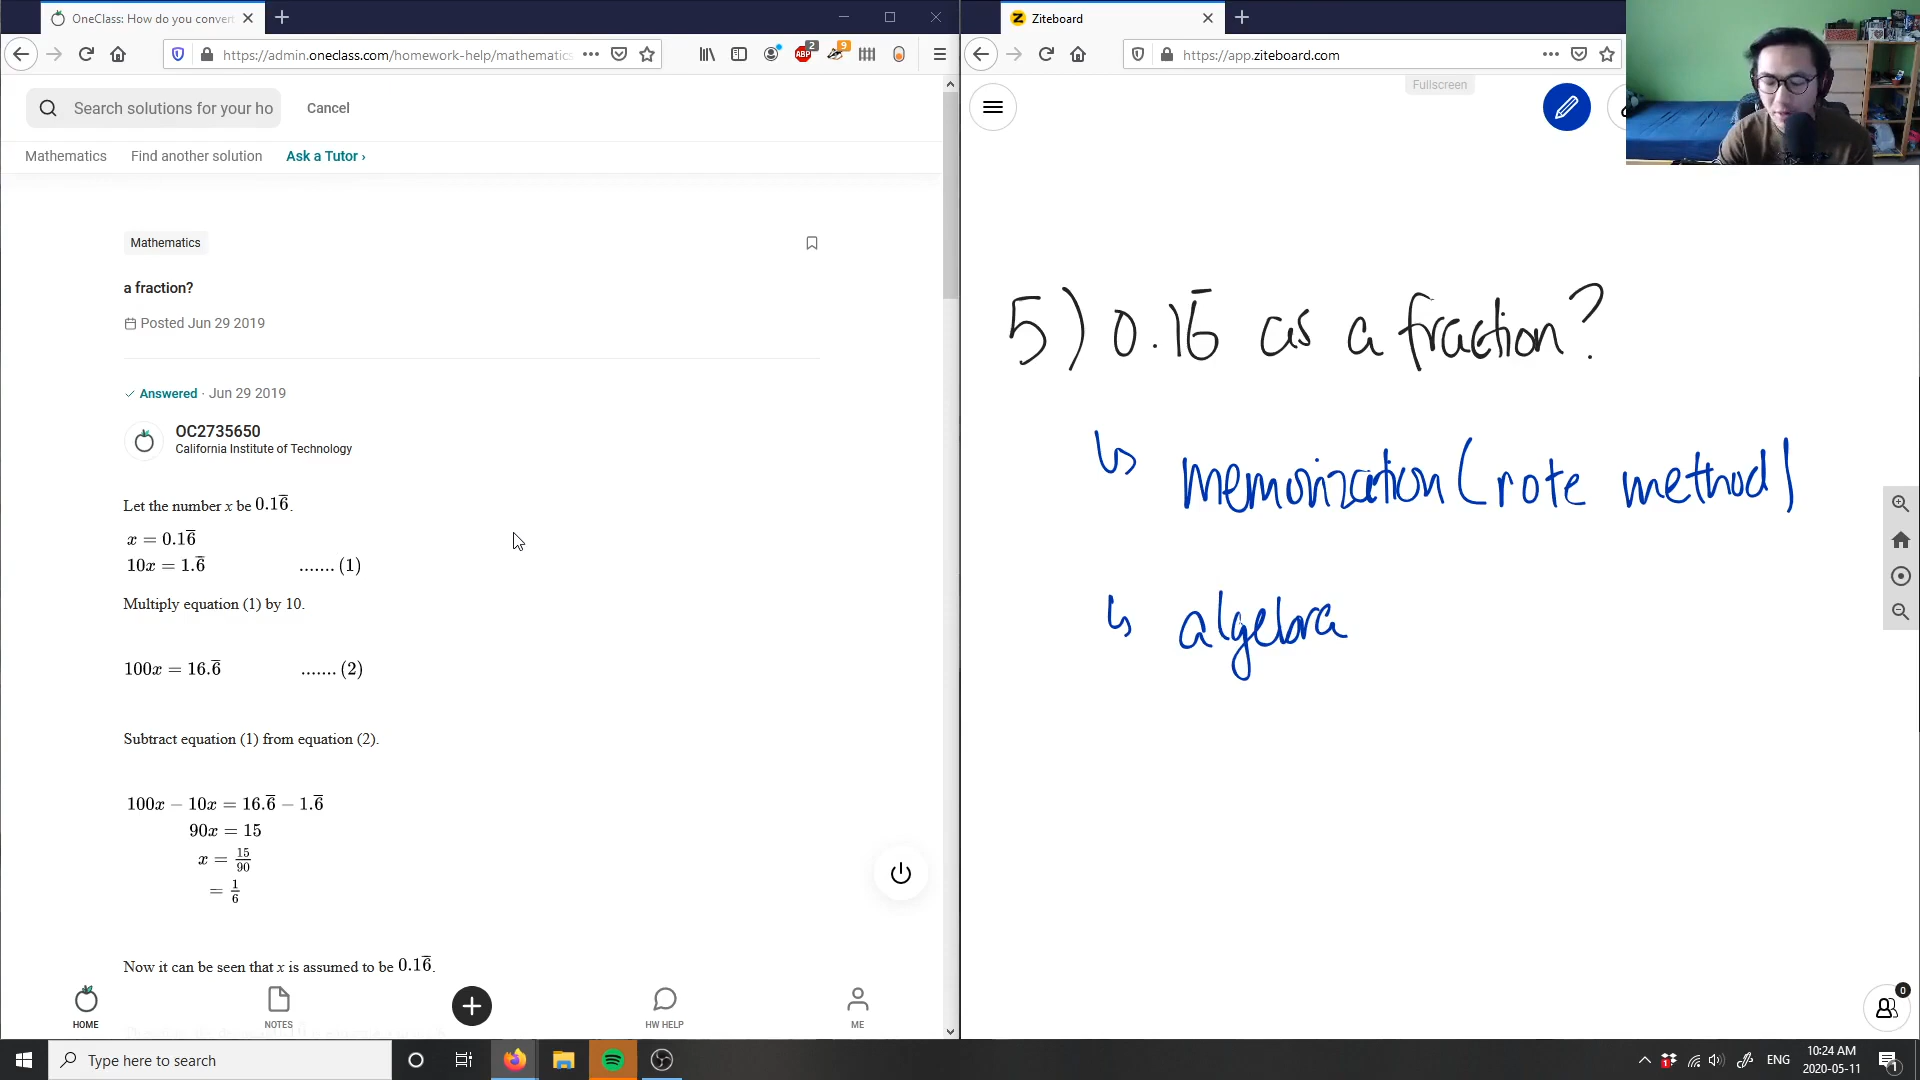 OneClass: How do you convert
Ziteboard
https://admin.oneclass.com/homework-help/mathematics
ABP 2 9
https://app.ziteboard.com
Fullscreen
Search solutions for your ho
Cancel
Mathematics
Find another solution
Ask a Tutor ›
Mathematics
a fraction?
Posted Jun 29 2019
Answered · Jun 29 2019
OC2735650
California Institute of Technology
Let the number x be 0.16̅.
x = 0.16̅
10x = 1.6̅ ....... (1)
Multiply equation (1) by 10.
100x = 16.6̅ ....... (2)
Subtract equation (1) from equation (2).
100x − 10x = 16.6̅ − 1.6̅
90x = 15
x = 15/90
= 1/6
Now it can be seen that x is assumed to be 0.16̅.
HOME
NOTES
HW HELP
ME
5) 0.16̅ as a fraction?
↳ memorization (rote method)
↳ algebra
0
Type here to search
ENG
10:24 AM
2020-05-11
1